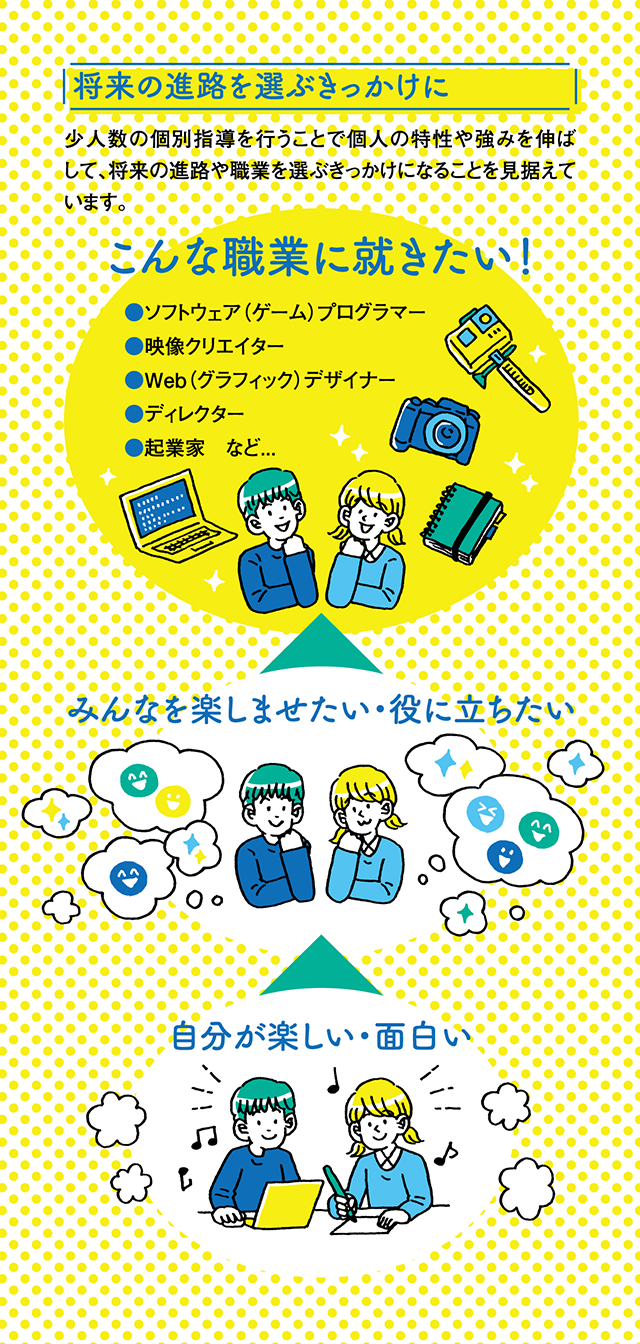 将来の進路を選ぶきっかけに
少人数の個別指導を行うことで個人の特性や強みを伸ば
して、将来の進路や職業を選ぶきっかけになることを見据えて
います。
こんな職業に就きたい！
●ソフトウェア（ゲーム）プログラマー
●映像クリエイター
●Web（グラフィック）デザイナー
●ディレクター
●起業家　など…
みんなを楽しませたい・役に立ちたい
自分が楽しい・面白い